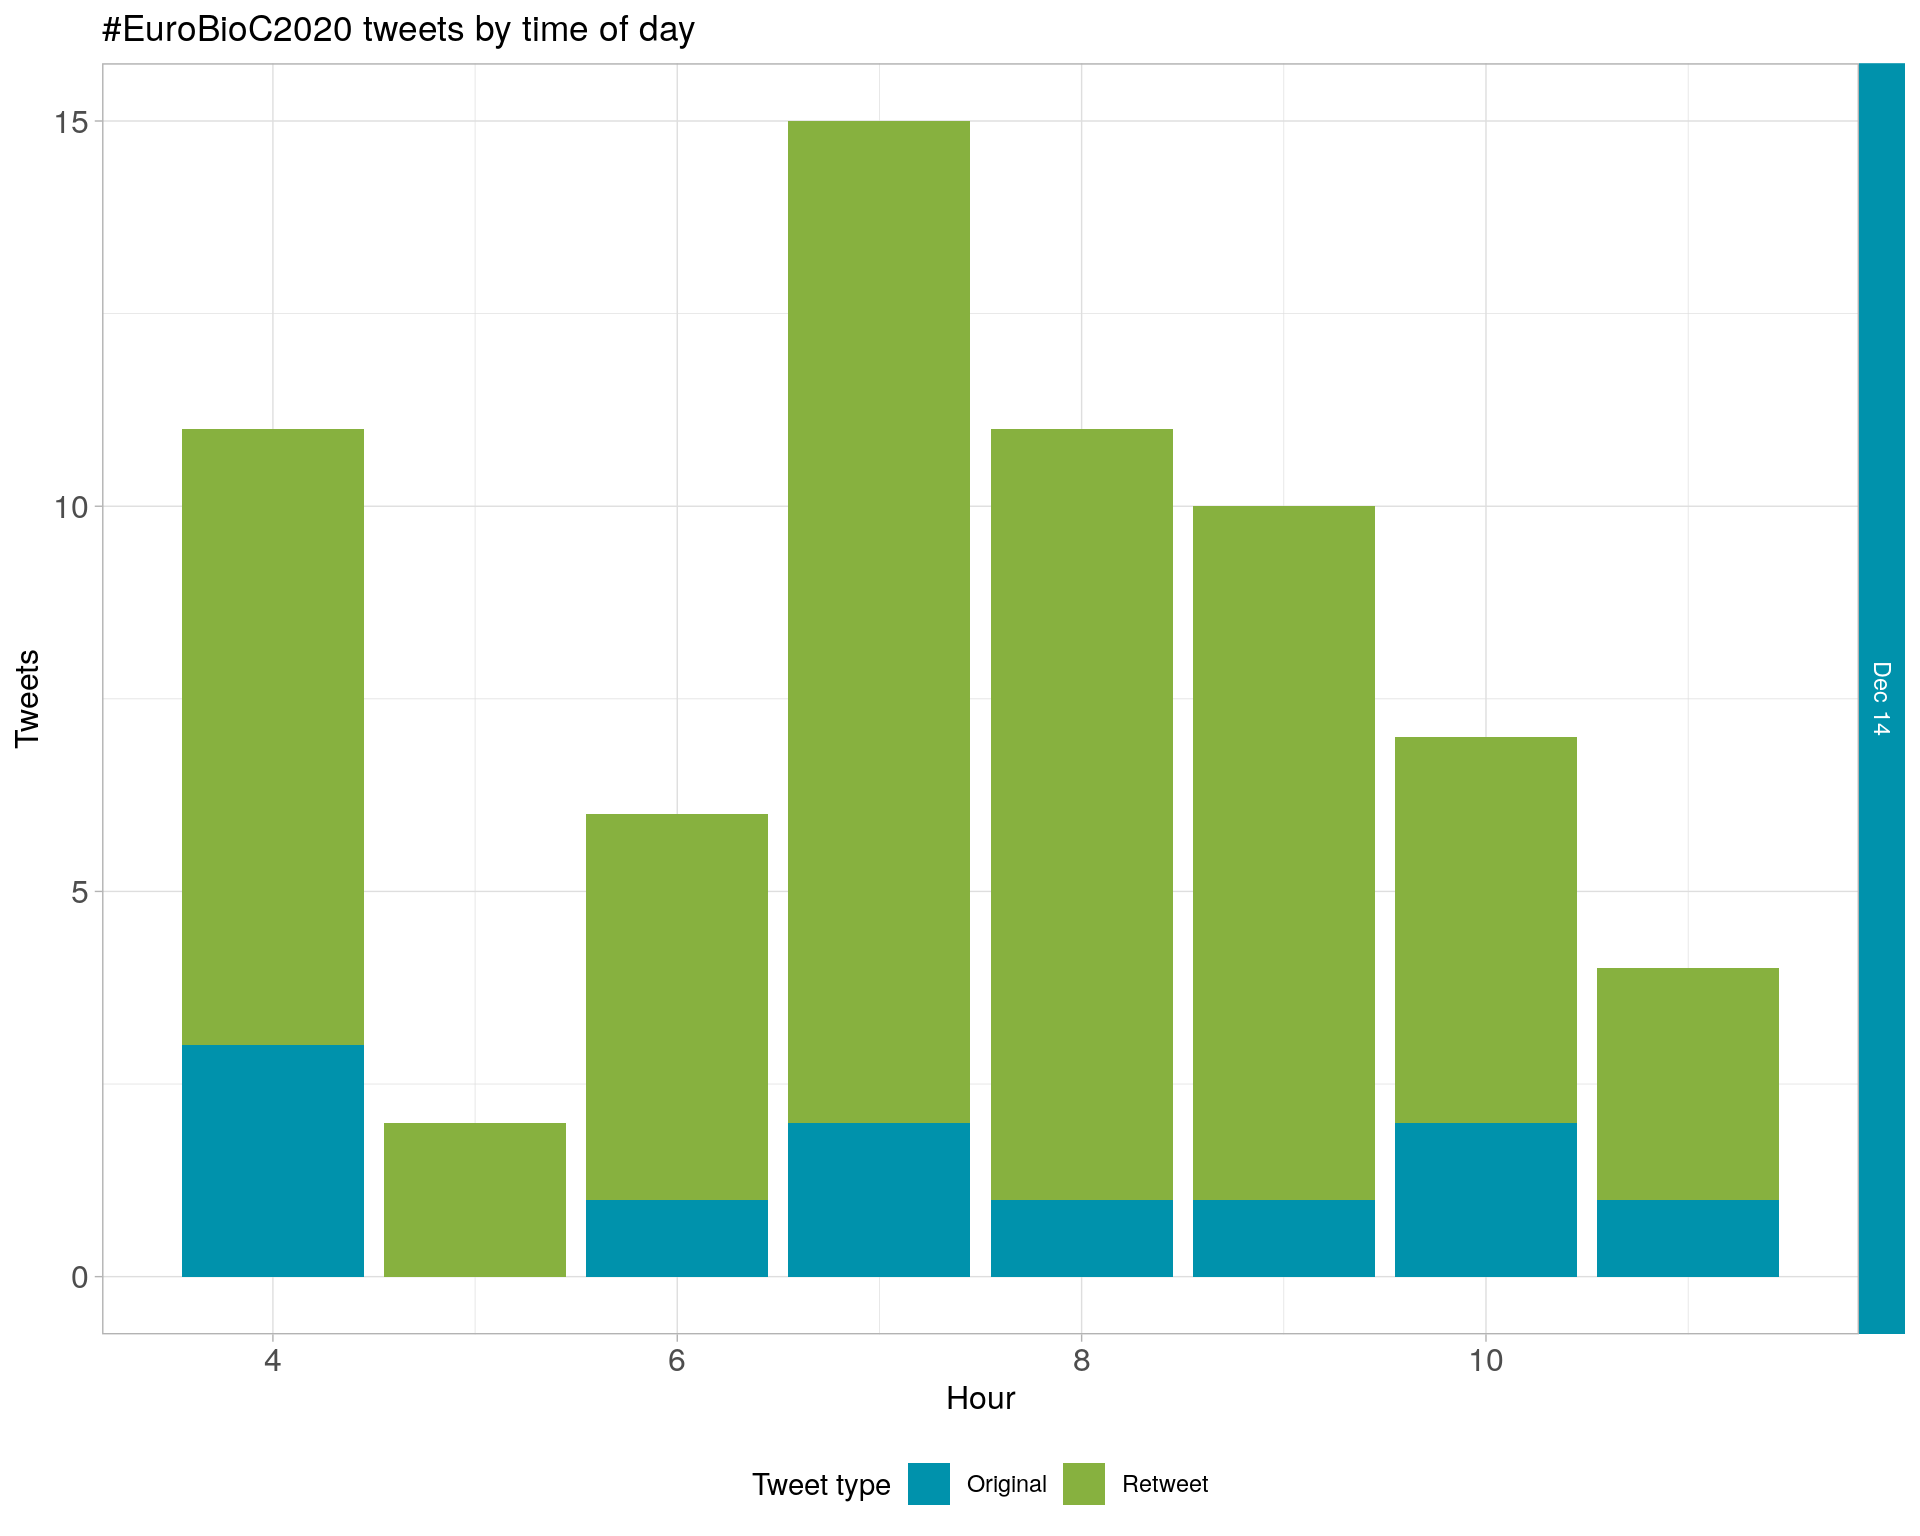 #EuroBioC2020 tweets by time of day
15
10
5
0
Tweets
Dec 14
4 6 8 10
Hour
Tweet type Original Retweet